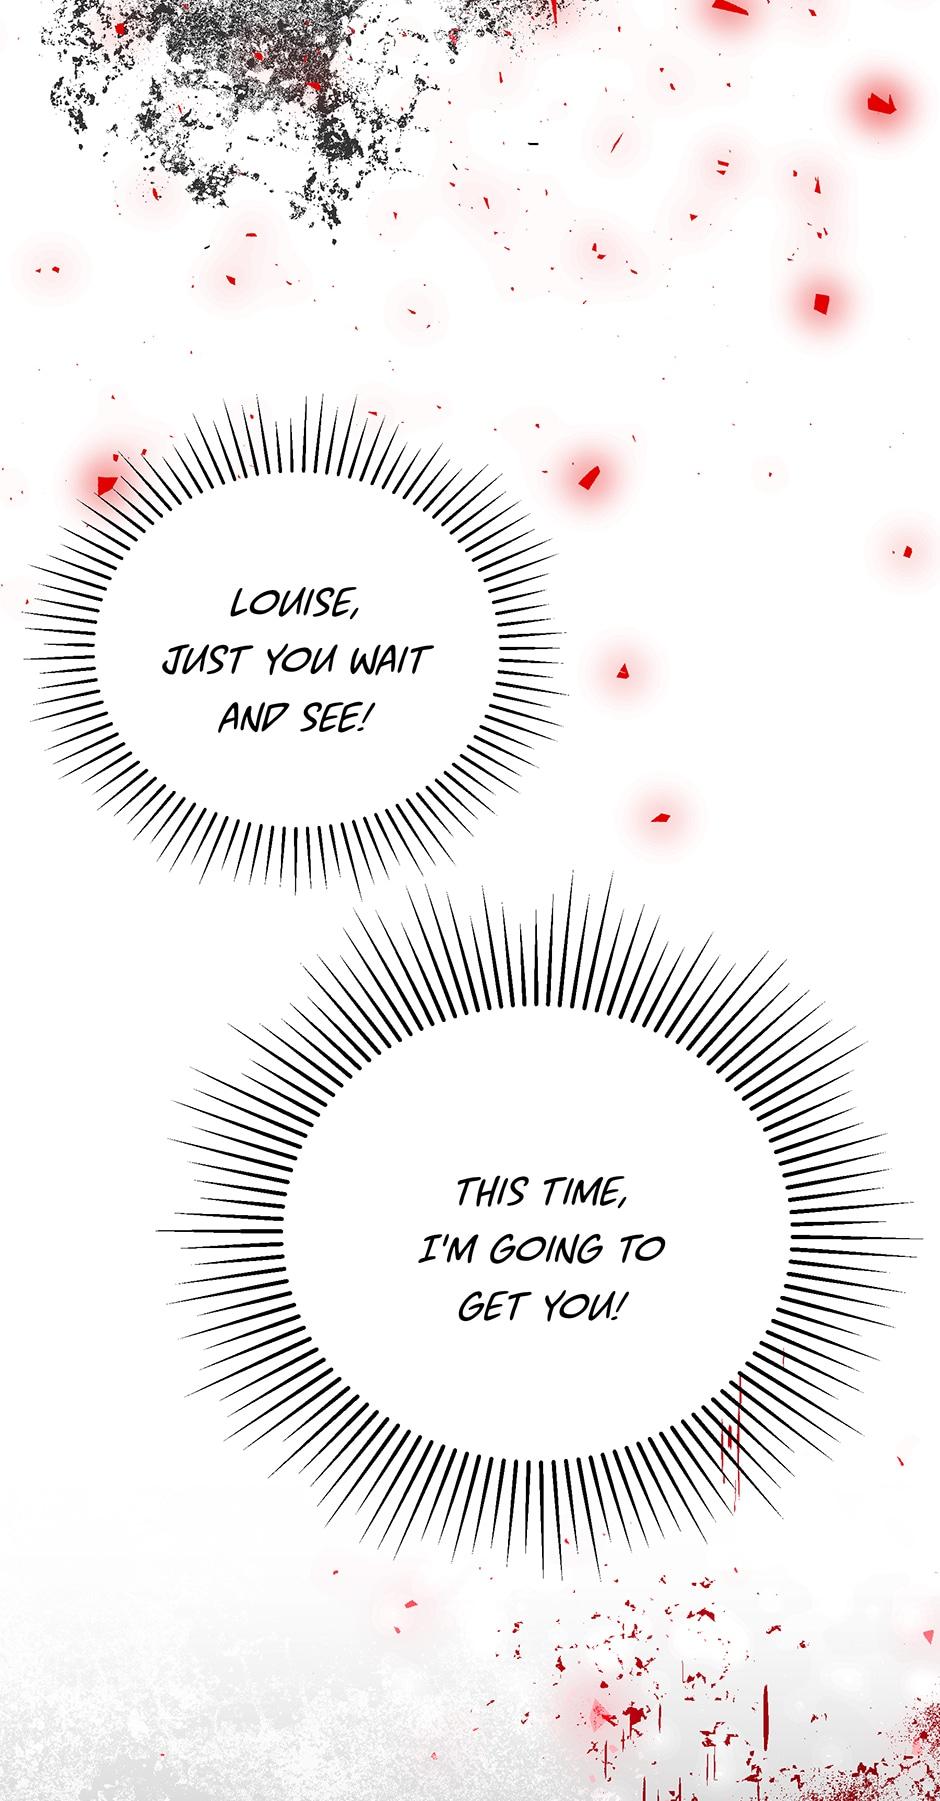 LOUISE,
JUST YOU WAIT
AND SEE!
THIS TIME,
I'M GOING TO
GET YOU!